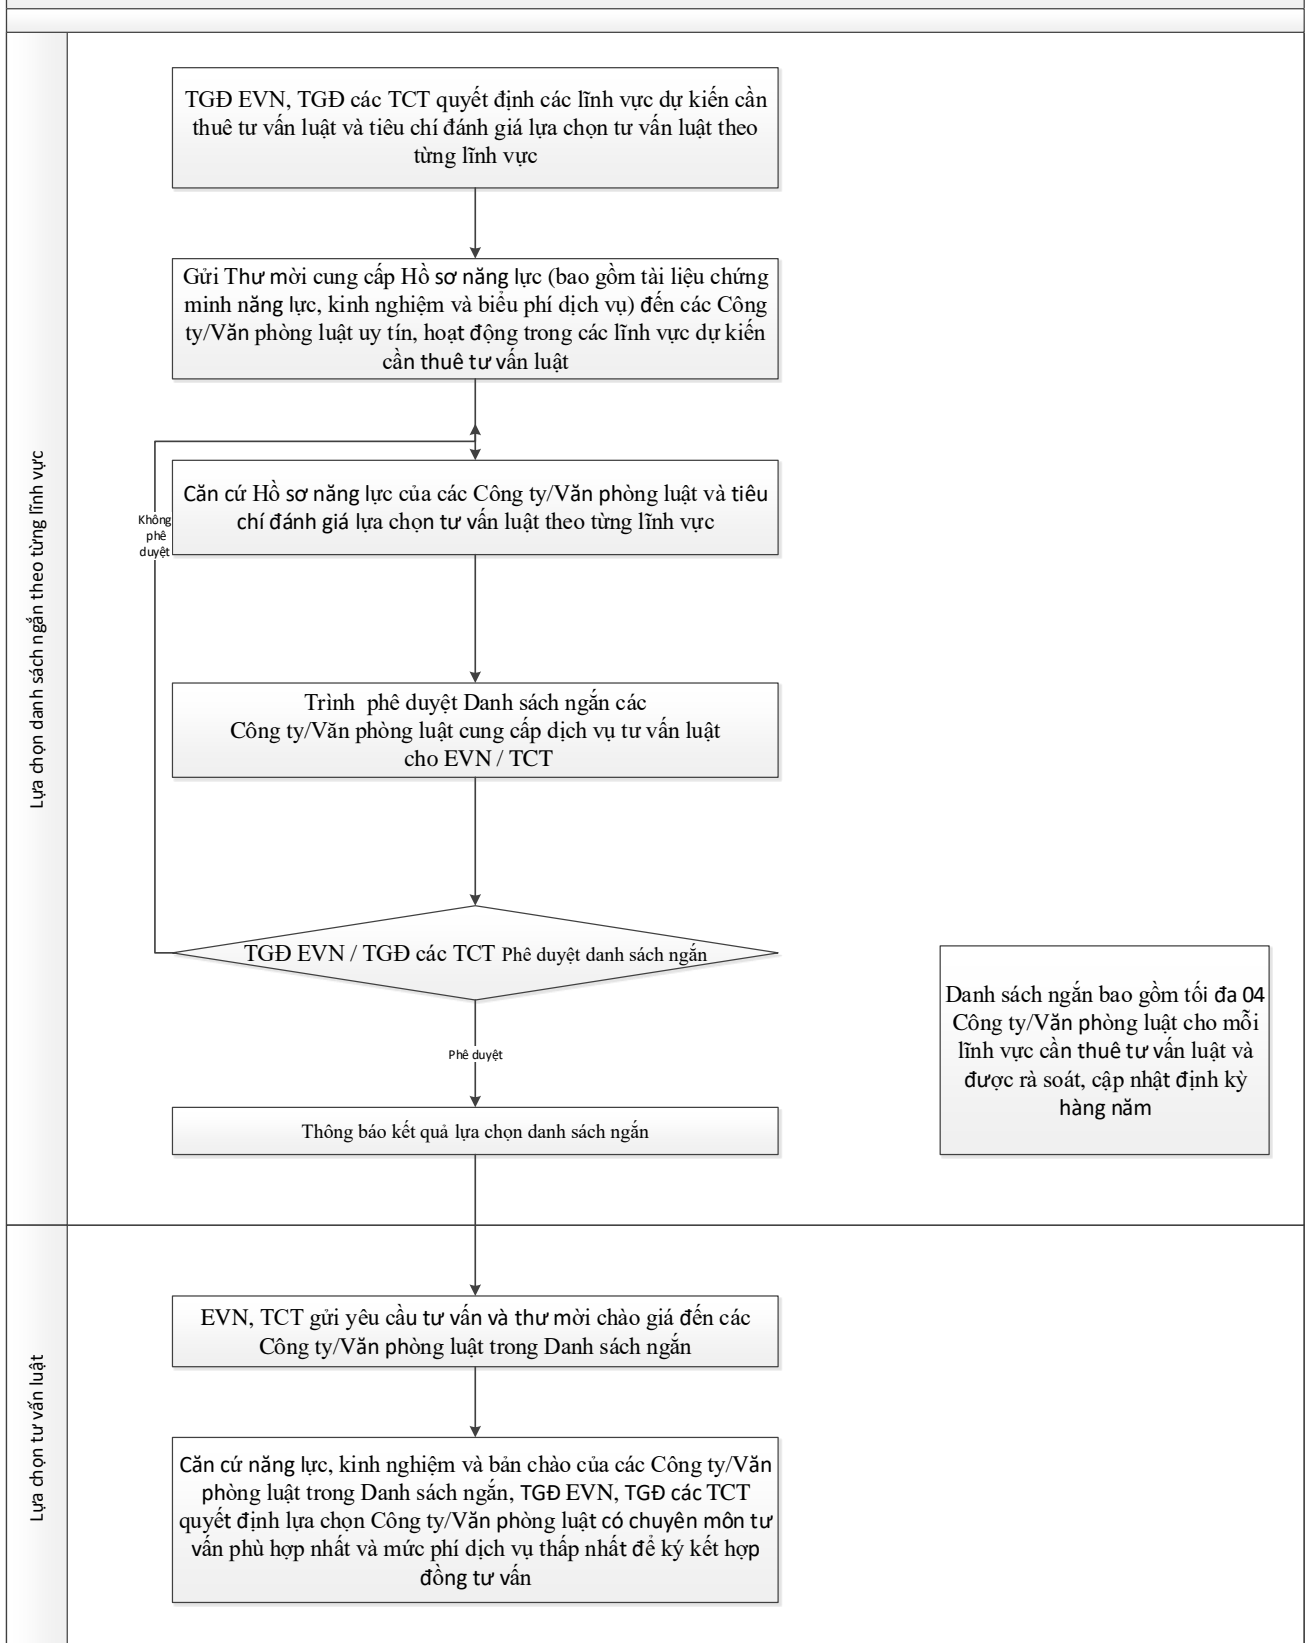 Lựa chọn danh sách ngắn theo từng lĩnh vực
TGĐ EVN, TGĐ các TCT quyết định các lĩnh vực dự kiến cần
thuê tư vấn luật và tiêu chí đánh giá lựa chọn tư vấn luật theo
từng lĩnh vực
Gửi Thư mời cung cấp Hồ sơ năng lực (bao gồm tài liệu chứng
minh năng lực, kinh nghiệm và biểu phí dịch vụ) đến các Công
ty/Văn phòng luật uy tín, hoạt động trong các lĩnh vực dự kiến
cần thuê tư vấn luật
Căn cứ Hồ sơ năng lực của các Công ty/Văn phòng luật và tiêu
chí đánh giá lựa chọn tư vấn luật theo từng lĩnh vực
Không
phê
duyệt
Trình phê duyệt Danh sách ngắn các
Công ty/Văn phòng luật cung cấp dịch vụ tư vấn luật
cho EVN / TCT
TGĐ EVN / TGĐ các TCT Phê duyệt danh sách ngắn
Phê duyệt
Danh sách ngắn bao gồm tối đa 04
Công ty/Văn phòng luật cho mỗi
lĩnh vực cần thuê tư vấn luật và
được rà soát, cập nhật định kỳ
hàng năm
Thông báo kết quả lựa chọn danh sách ngắn
Lựa chọn tư vấn luật
EVN, TCT gửi yêu cầu tư vấn và thư mời chào giá đến các
Công ty/Văn phòng luật trong Danh sách ngắn
Căn cứ năng lực, kinh nghiệm và bản chào của các Công ty/Văn
phòng luật trong Danh sách ngắn, TGĐ EVN, TGĐ các TCT
quyết định lựa chọn Công ty/Văn phòng luật có chuyên môn tư
vấn phù hợp nhất và mức phí dịch vụ thấp nhất để ký kết hợp
đồng tư vấn